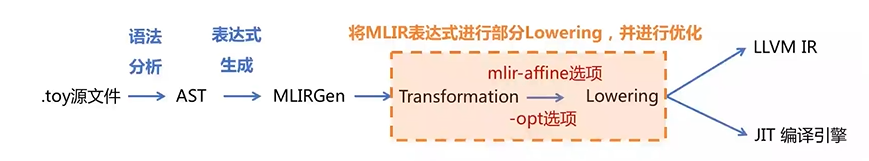 语法
分析
表达式
生成
将MLIR表达式进行部分Lowering，并进行优化
.toy源文件
AST
MLIRGen
mlir-affine选项
Transformation
Lowering
-opt选项
LLVM IR
JIT 编译引擎